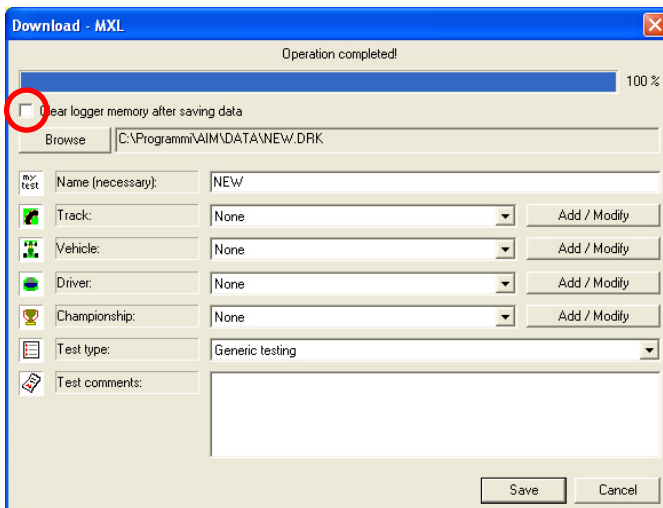 Download - MXL
Operation completed!
100 %
Clear logger memory after saving data
Browse C:\Programmi\AIM\DATA\NEW.DRK
my test Name (necessary): NEW
Track: None Add / Modify
Vehicle: None Add / Modify
Driver: None Add / Modify
Championship: None Add / Modify
Test type: Generic testing
Test comments:
Save Cancel